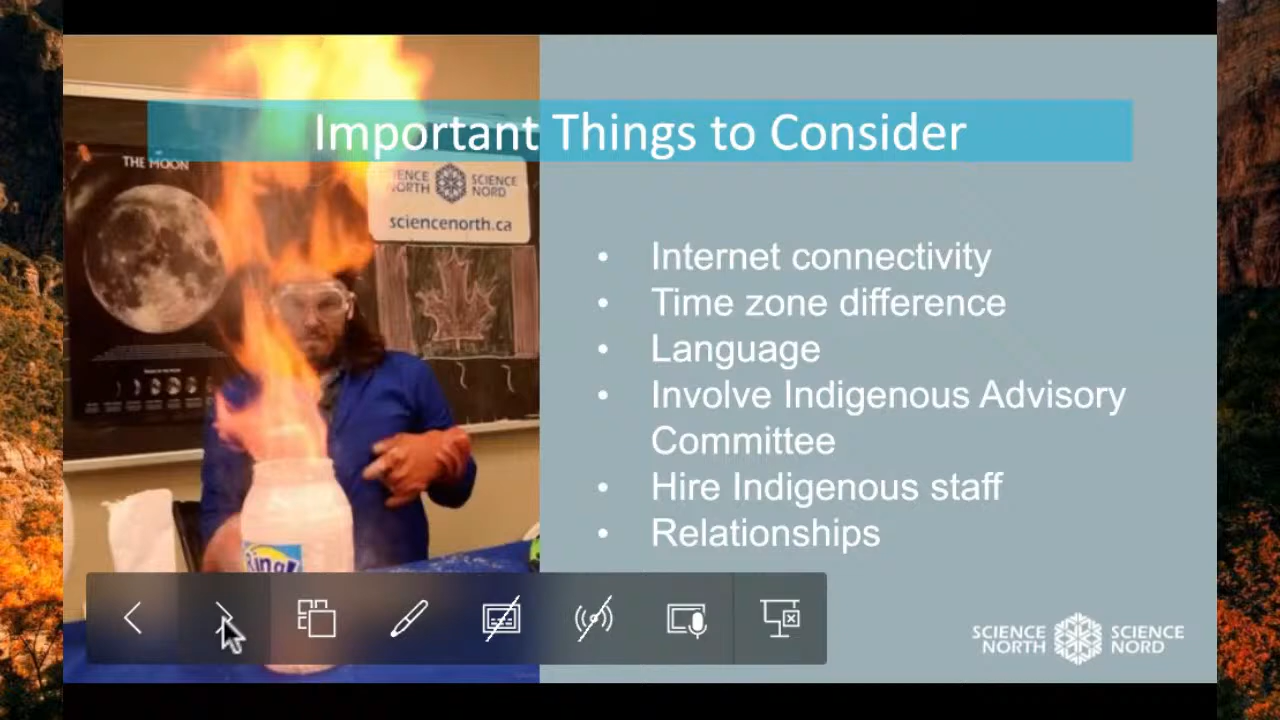 Important Things to Consider
THE MOON
SCIENCE
NORTH
SCIENCE
NORD
sciencenorth.ca
• Internet connectivity
• Time zone difference
• Language
• Involve Indigenous Advisory
Committee
• Hire Indigenous staff
• Relationships
SCIENCE
NORTH
SCIENCE
NORD